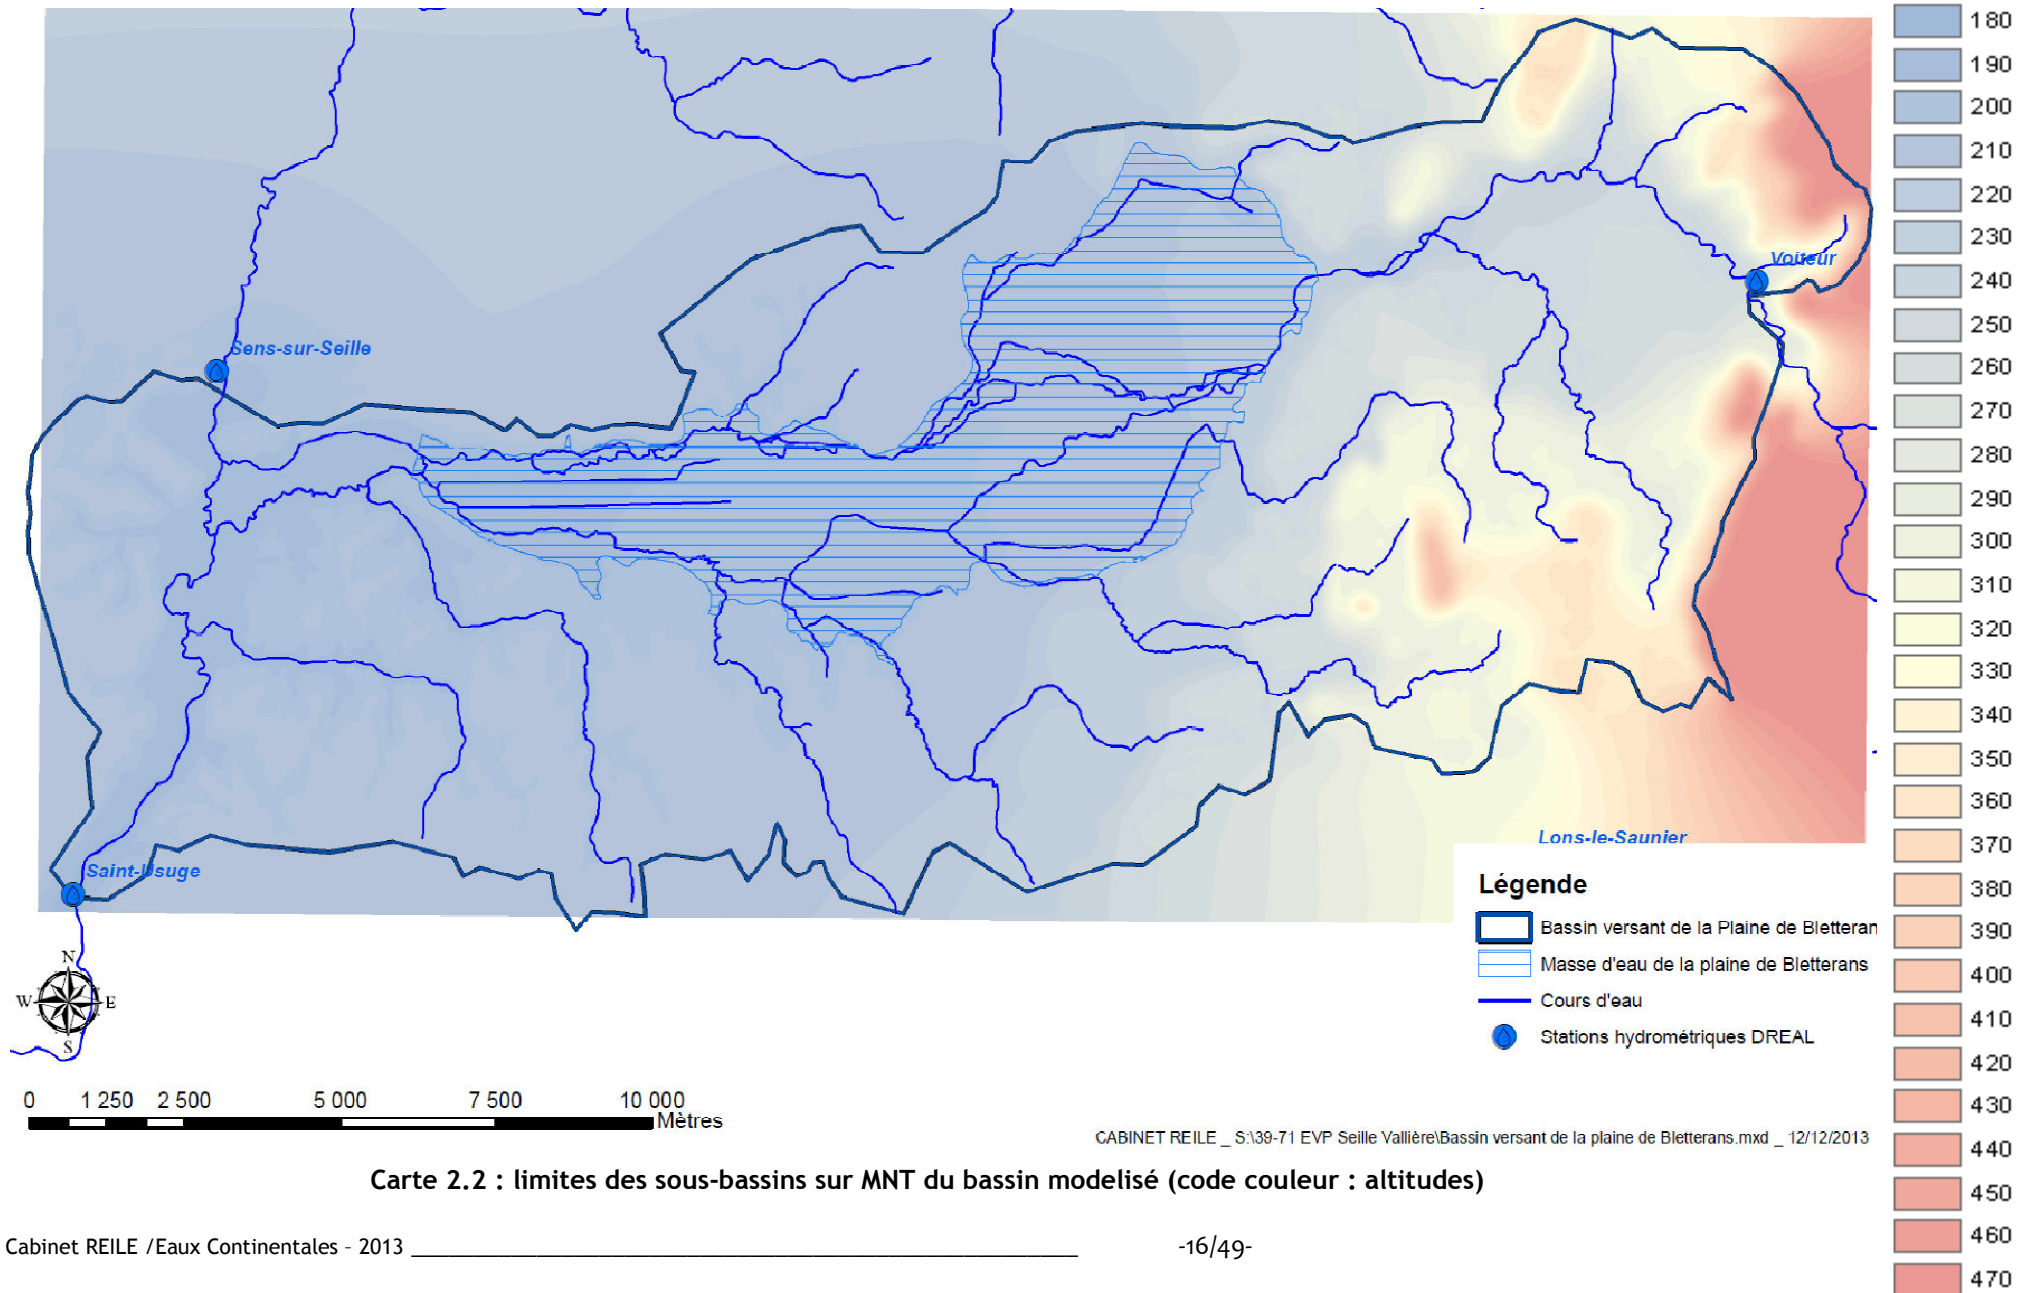 180
190
200
210
220
230
240
250
260
270
280
290
300
310
320
330
340
350
360
370
380
390
400
410
420
430
440
450
460
470
Voiteur
Sens-sur-Seille
Lons-le-Saunier
Saint-Usuge
Légende
Bassin versant de la Plaine de Bletteran
Masse d'eau de la plaine de Bletterans
Cours d'eau
Stations hydrométriques DREAL
N
W E
S
0 1 250 2 500 5 000 7 500 10 000
Mètres
CABINET REILE _ S:\39-71 EVP Seille Vallière\Bassin versant de la plaine de Bletterans.mxd _ 12/12/2013
Carte 2.2 : limites des sous-bassins sur MNT du bassin modelisé (code couleur : altitudes)
Cabinet REILE /Eaux Continentales – 2013 ______ -16/49-